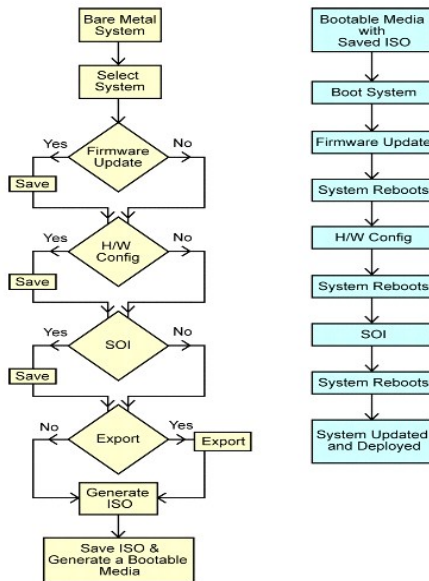 Bare Metal
System
Select
System
Firmware
Update
Yes
No
Save
H/W
Config
Yes
No
Save
SOI
Yes
No
Save
Export
No
Yes
Export
Generate
ISO
Save ISO &
Generate a Bootable
Media
Bootable Media
with
Saved ISO
Boot System
Firmware Update
System Reboots
H/W Config
System Reboots
SOI
System Reboots
System Updated
and Deployed